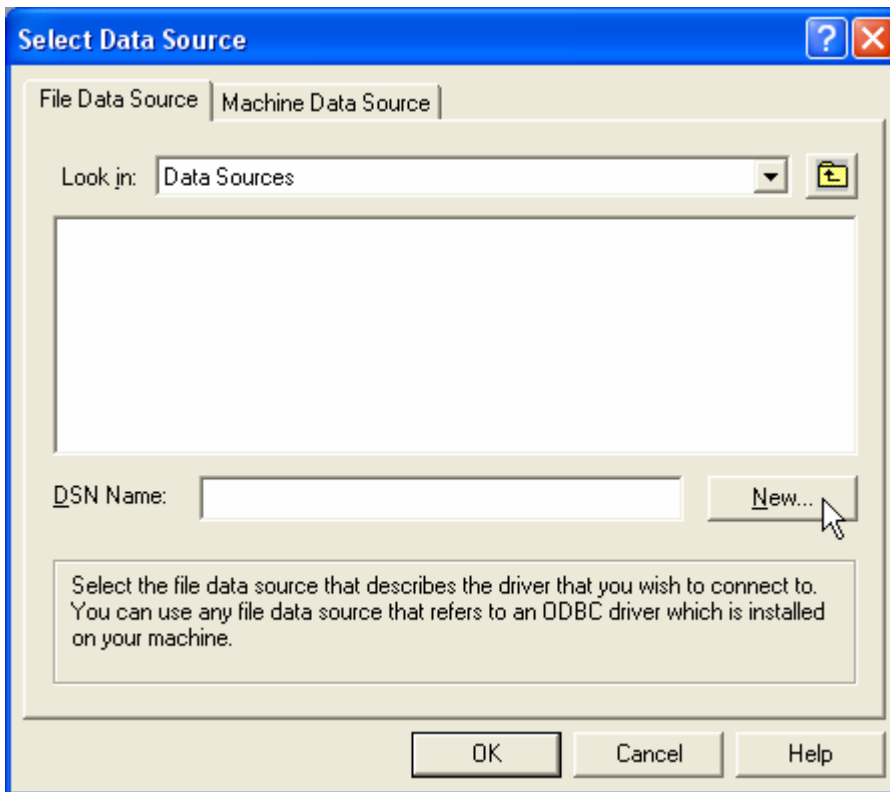 Select Data Source
File Data Source
Machine Data Source
Look in:
Data Sources
DSN Name:
New...
Select the file data source that describes the driver that you wish to connect to.
You can use any file data source that refers to an ODBC driver which is installed
on your machine.
OK
Cancel
Help